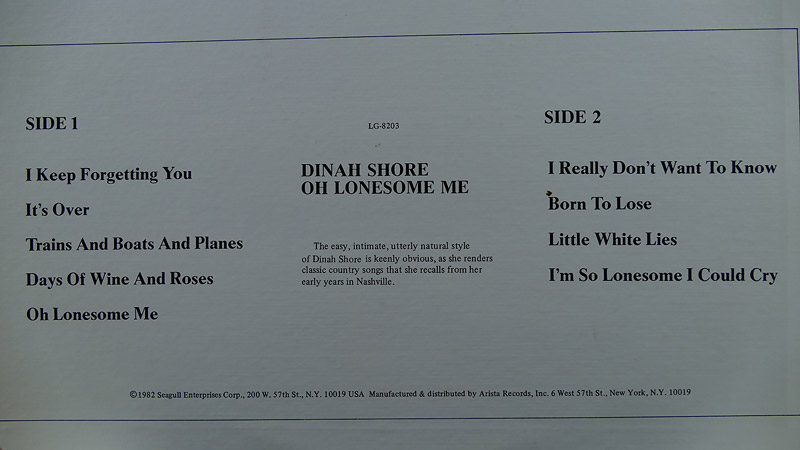 SIDE 1
I Keep Forgetting You
It's Over
Trains And Boats And Planes
Days Of Wine And Roses
Oh Lonesome Me
LG-8203
DINAH SHORE
OH LONESOME ME
The easy, intimate, utterly natural style
of Dinah Shore is keenly obvious, as she renders
classic country songs that she recalls from her
early years in Nashville.
SIDE 2
I Really Don't Want To Know
Born To Lose
Little White Lies
I'm So Lonesome I Could Cry
©1982 Seagull Enterprises Corp., 200 W. 57th St., N.Y. 10019 USA Manufactured & distributed by Arista Records, Inc. 6 West 57th St., New York, N.Y. 10019